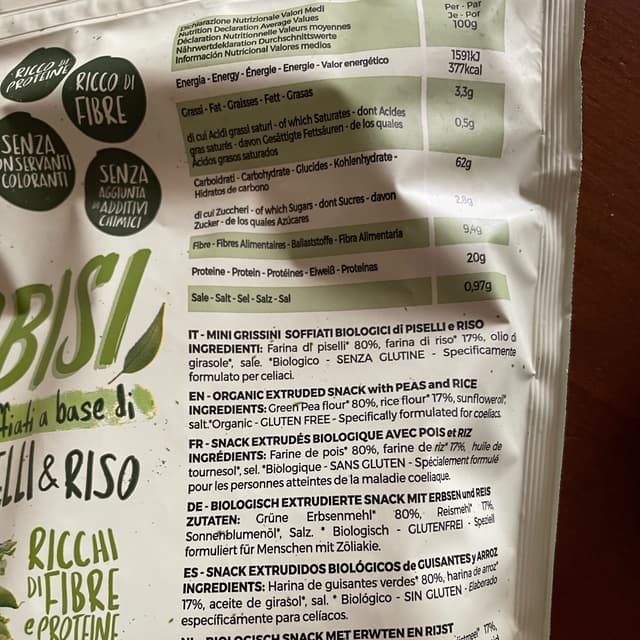 RICCO DI
PROTEINE
RICCO DI
FIBRE
SENZA
CONSERVANTI
COLORANTI
SENZA
AGGIUNTA
di ADDITIVI
CHIMICI
BISI
a base di
& RISO
RICCHI
DI FIBRE
e PROTEINE
Dichiarazione Nutrizionale Valori Medi
Nutrition Declaration Average Values
Déclaration Nutritionnelle Valeurs moyennes
Nährwertdeklaration Durchschnittswerte
Información Nutricional Valores medios
Per - Par
Je - Por
100g
Energia - Energy - Énergie - Energie - Valor energético
1591kJ
377kcal
Grassi - Fat - Graisses - Fett - Grasas
3,3g
di cui Acidi grassi saturi - of which Saturates - dont Acides
gras saturés - davon Gesättigte Fettsäuren - de los quales
Ácidos grasos saturados
0,5g
Carboidrati - Carbohydrate - Glucides - Kohlenhydrate -
Hidratos de carbono
62g
di cui Zuccheri - of which Sugars - dont Sucres - davon
Zucker - de los quales Azúcares
2,8g
Fibre - Fibres Alimentaires - Ballaststoffe - Fibra Alimentaria
9,4g
Proteine - Protein - Protéines - Eiweiß - Proteínas
20g
Sale - Salt - Sel - Salz - Sal
0,97g
IT - MINI GRISSINI SOFFIATI BIOLOGICI di PISELLI e RISO
INGREDIENTI: Farina di piselli* 80%, farina di riso* 17%, olio di
girasole*, sale. *Biologico - SENZA GLUTINE - Specificamente
formulato per celiaci.
EN - ORGANIC EXTRUDED SNACK with PEAS and RICE
INGREDIENTS: Green Pea flour* 80%, rice flour* 17%, sunflower oil*,
salt.*Organic - GLUTEN FREE - Specifically formulated for coeliacs.
FR - SNACK EXTRUDÉS BIOLOGIQUE AVEC POIS et RIZ
INGRÉDIENTS: Farine de pois* 80%, farine de riz* 17%, huile de
tournesol*, sel. *Biologique - SANS GLUTEN - Spécialement formulé
pour les personnes atteintes de la maladie coeliaque.
DE - BIOLOGISCH EXTRUDIERTE SNACK MIT ERBSEN und REIS
ZUTATEN: Grüne Erbsenmehl* 80%, Reismehl* 17%,
Sonnenblumenöl*, Salz. * Biologisch - GLUTENFREI - Speziell
formuliert für Menschen mit Zöliakie.
ES - SNACK EXTRUDIDOS BIOLÓGICOS de GUISANTES y ARROZ
INGREDIENTS: Harina de guisantes verdes* 80%, harina de arroz*
17%, aceite de girasol*, sal. * Biológico - SIN GLUTEN - Elaborado
específicamente para celíacos.
BIOLOGISCH SNACK MET ERWTEN EN RIJST
17%,